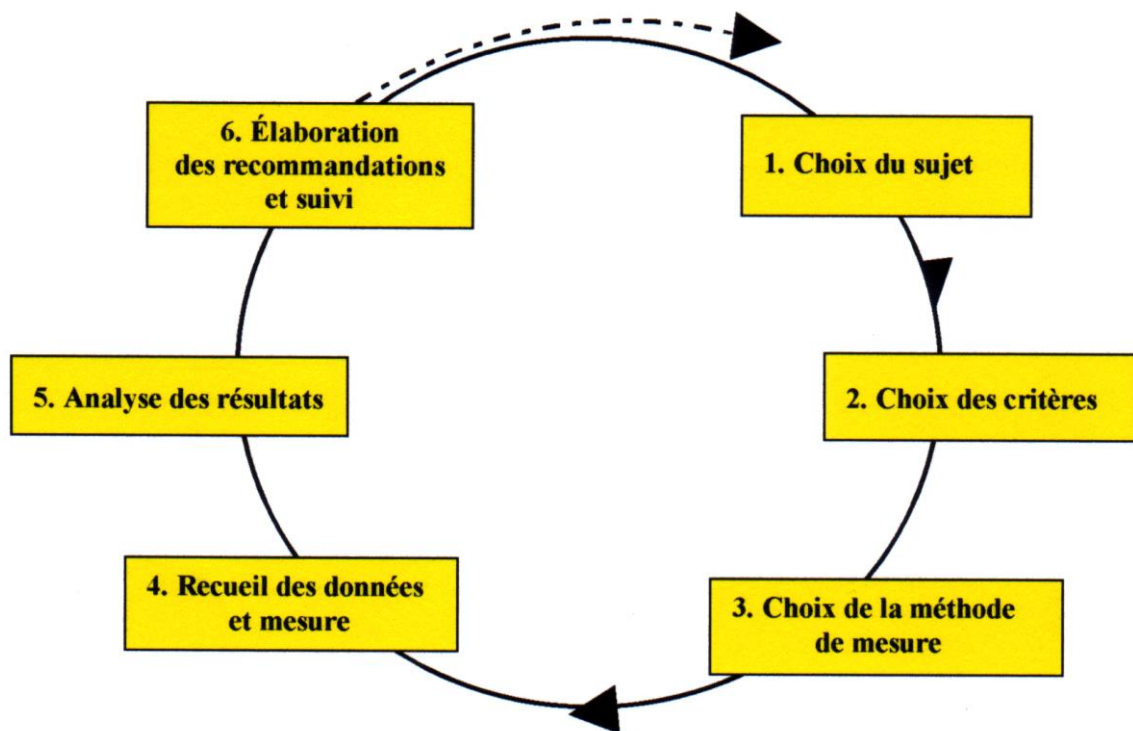 1. Choix du sujet
2. Choix des critères
3. Choix de la méthode
de mesure
4. Recueil des données
et mesure
5. Analyse des résultats
6. Élaboration
des recommandations
et suivi